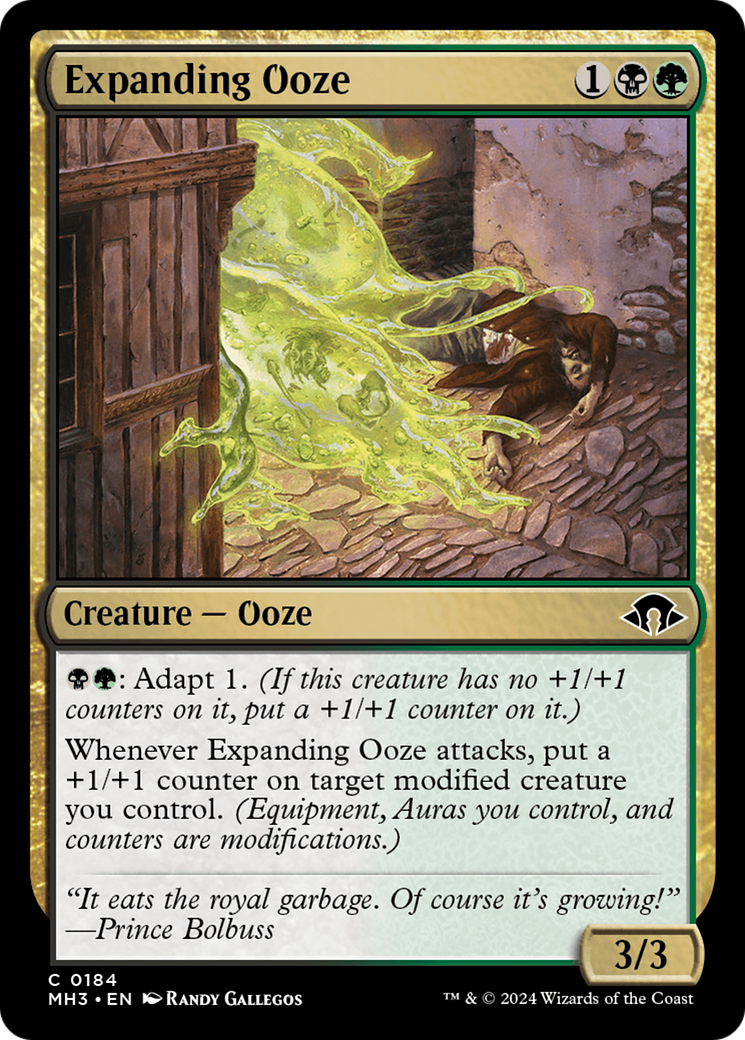 Expanding Ooze 1
Creature — Ooze
: Adapt 1. (If this creature has no +1/+1
counters on it, put a +1/+1 counter on it.)
Whenever Expanding Ooze attacks, put a
+1/+1 counter on target modified creature
you control. (Equipment, Auras you control, and
counters are modifications.)
“It eats the royal garbage. Of course it’s growing!”
—Prince Bolbuss
3/3
C 0184
MH3 • EN Randy Gallegos
™ & © 2024 Wizards of the Coast